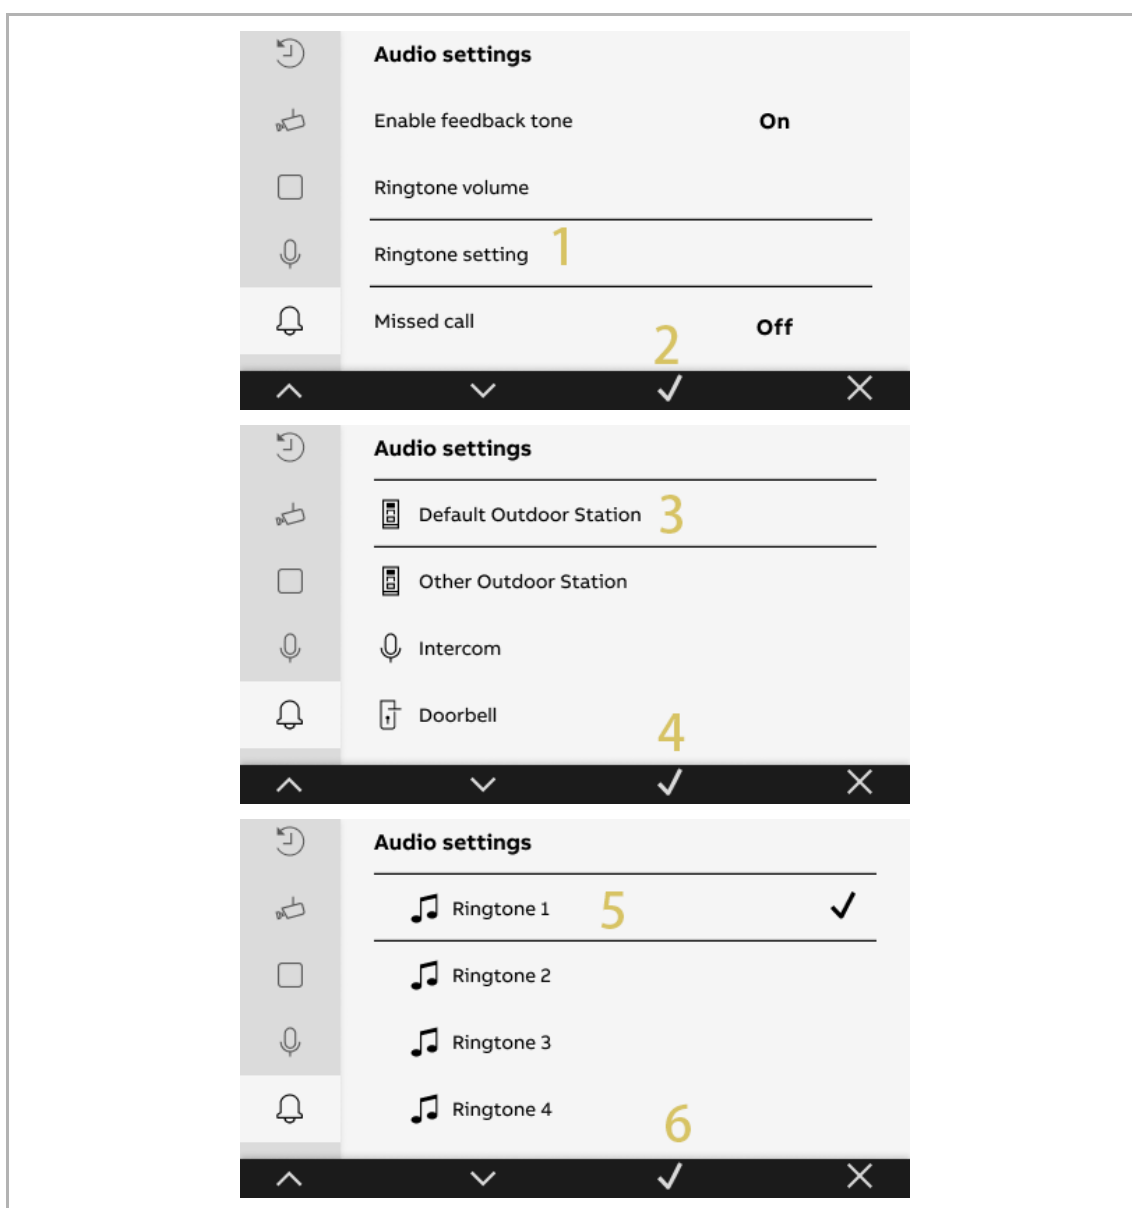 Audio settings
Enable feedback tone On
Ringtone volume
Ringtone setting 1
Missed call 2 Off
Audio settings
Default Outdoor Station 3
Other Outdoor Station
Intercom
Doorbell 4
Audio settings
Ringtone 1 5
Ringtone 2
Ringtone 3
Ringtone 4 6